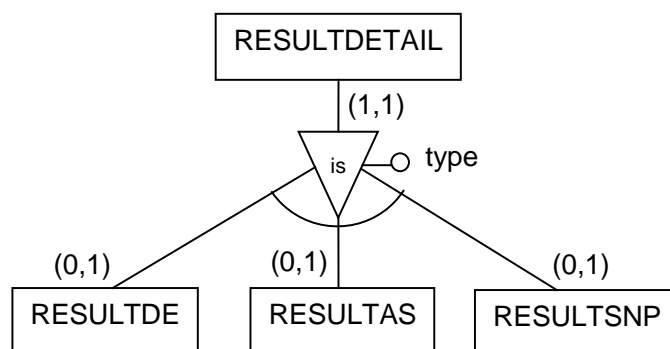 RESULTDETAIL
(1,1)
is
type
(0,1)
(0,1)
(0,1)
RESULTDE
RESULTAS
RESULTSNP